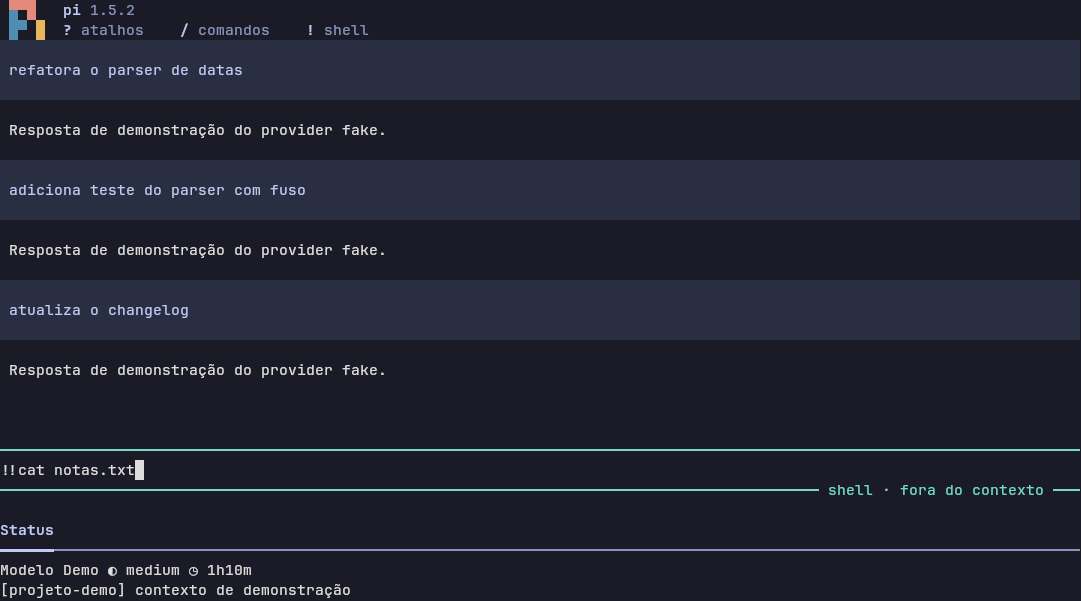 pi 1.5.2
? atalhos / comandos ! shell
refatora o parser de datas
Resposta de demonstração do provider fake.
adiciona teste do parser com fuso
Resposta de demonstração do provider fake.
atualiza o changelog
Resposta de demonstração do provider fake.
!!cat notas.txt
shell · fora do contexto
Status
Modelo Demo ◐ medium ◷ 1h10m
[projeto-demo] contexto de demonstração